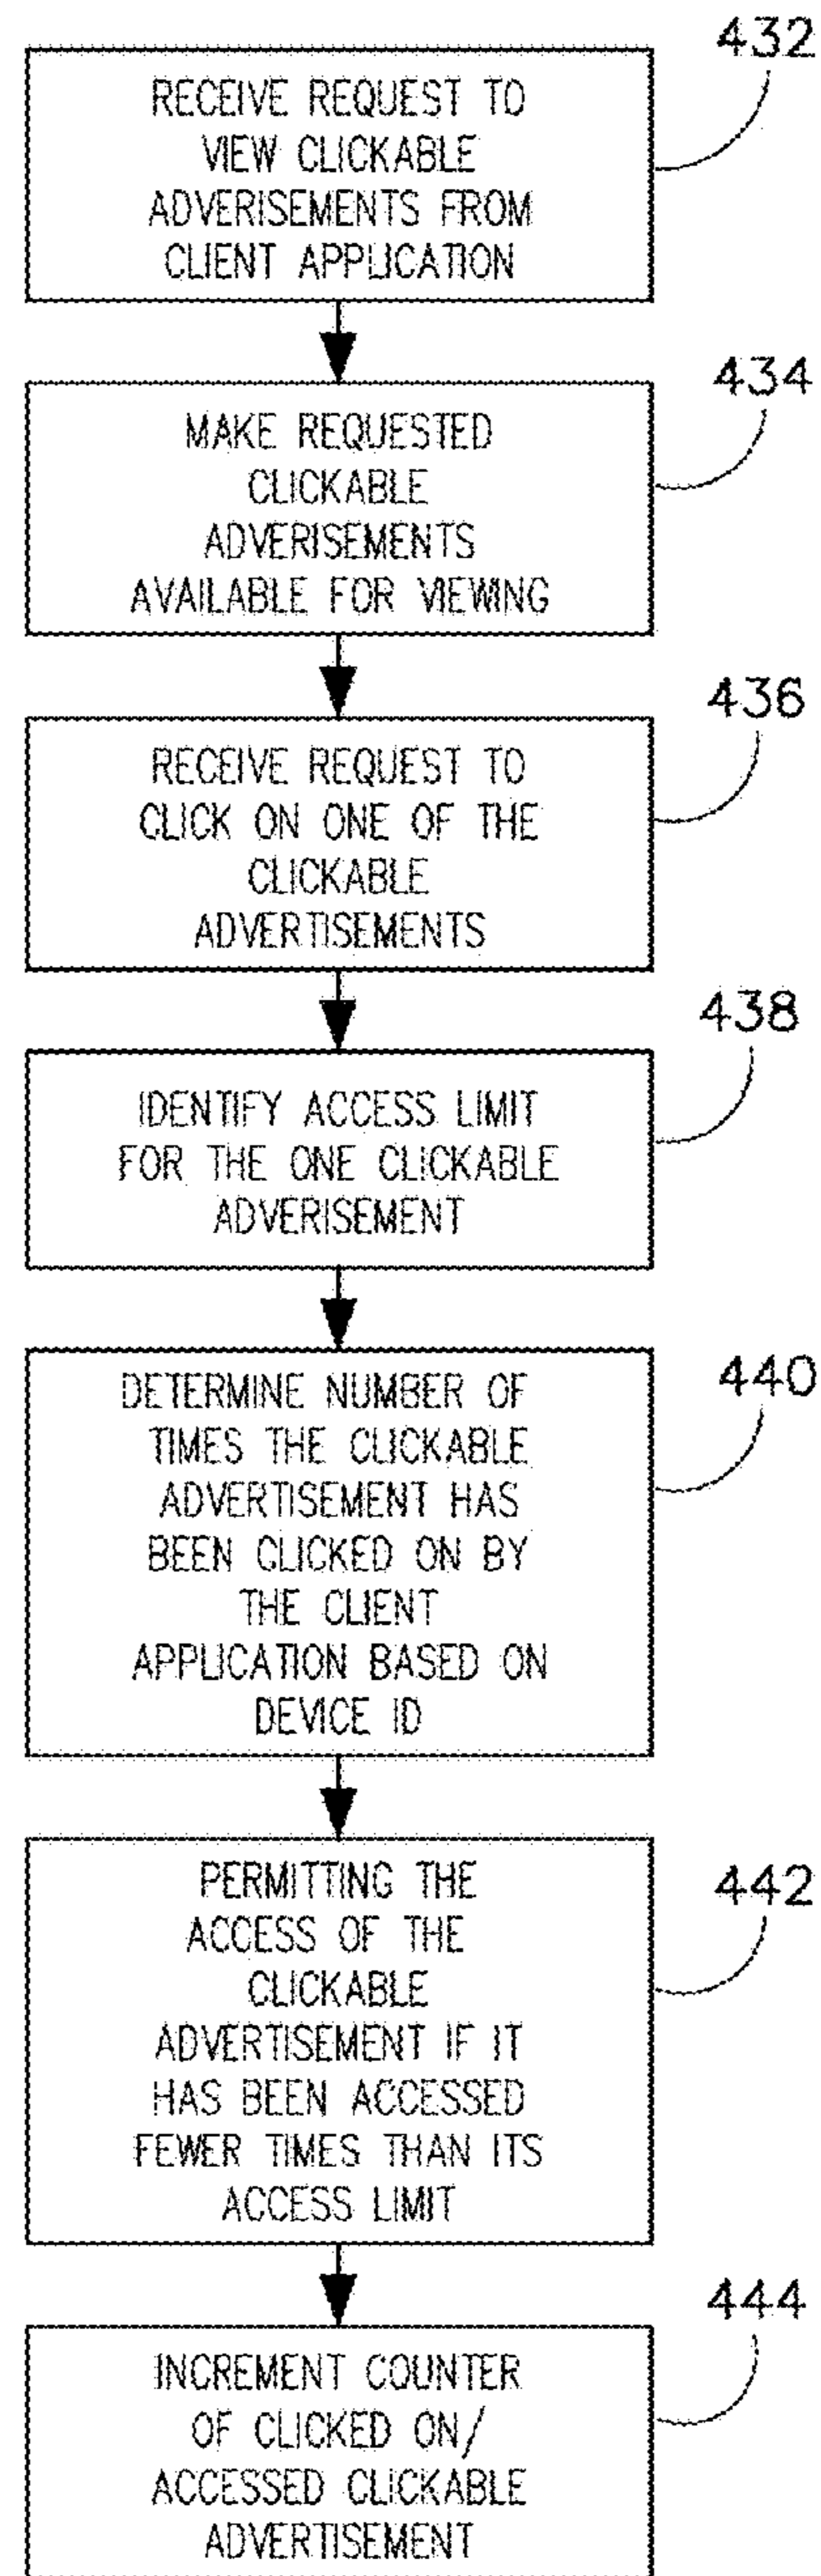 432
RECEIVE REQUEST TO
VIEW CLICKABLE
ADVERISEMENTS FROM
CLIENT APPLICATION
434
MAKE REQUESTED
CLICKABLE
ADVERISEMENTS
AVAILABLE FOR VIEWING
436
RECEIVE REQUEST TO
CLICK ON ONE OF THE
CLICKABLE
ADVERTISEMENTS
438
IDENTIFY ACCESS LIMIT
FOR THE ONE CLICKABLE
ADVERISEMENT
440
DETERMINE NUMBER OF
TIMES THE CLICKABLE
ADVERTISEMENT HAS
BEEN CLICKED ON BY
THE CLIENT
APPLICATION BASED ON
DEVICE ID
442
PERMITTING THE
ACCESS OF THE
CLICKABLE
ADVERTISEMENT IF IT
HAS BEEN ACCESSED
FEWER TIMES THAN ITS
ACCESS LIMIT
444
INCREMENT COUNTER
OF CLICKED ON/
ACCESSED CLICKABLE
ADVERTISEMENT